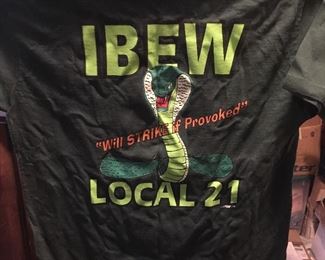 IBEW
"Will STRIKE if Provoked"
LOCAL 21